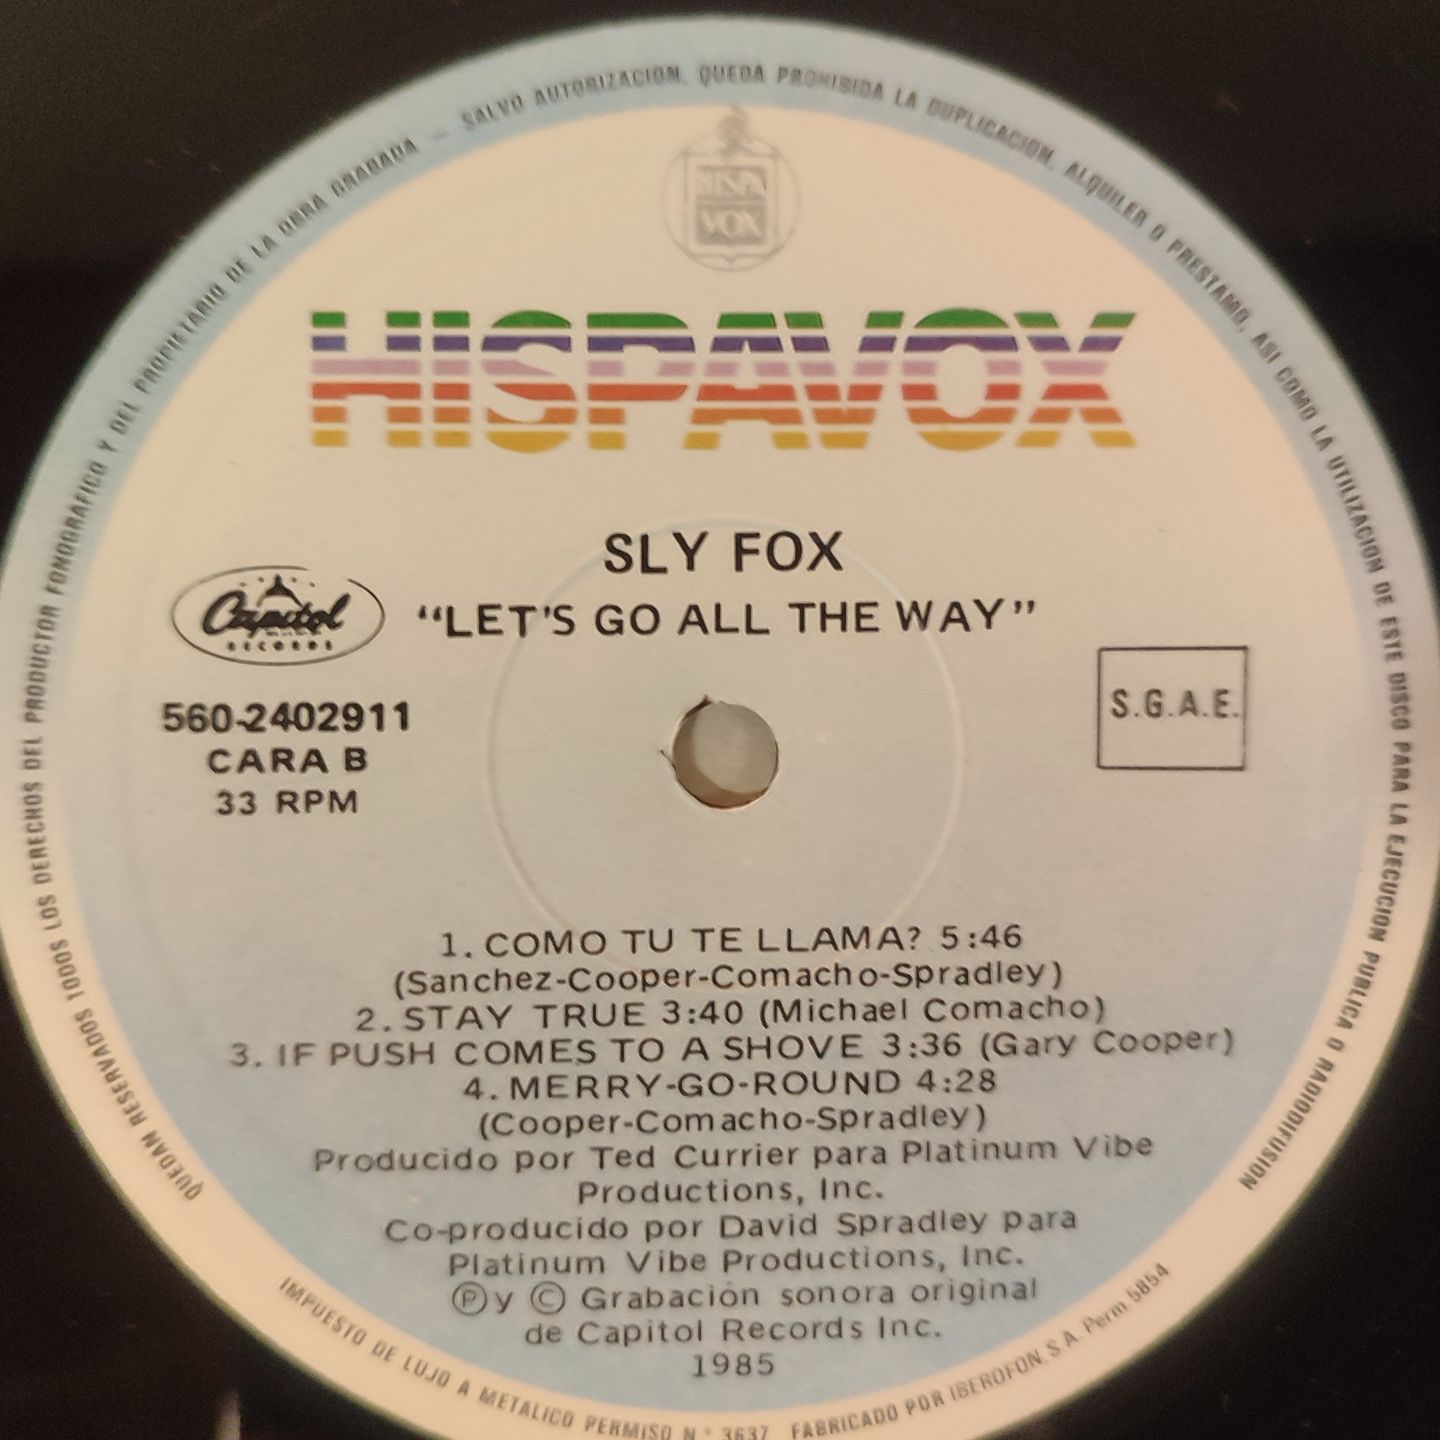 QUEDAN RESERVADOS TODOS LOS DERECHOS DEL PRODUCTOR FONOGRAFICO Y DEL PROPIETARIO DE LA OBRA GRABADA — SALVO AUTORIZACION, QUEDA PROHIBIDA LA DUPLICACION, ALQUILER O PRESTAMO, ASI COMO LA UTILIZACION DE ESTE DISCO PARA LA EJECUCION PUBLICA O RADIODIFUSION
HISPA
VOX
HISPAVOX
SLY FOX
Capitol
RECORDS
"LET'S GO ALL THE WAY"
S.G.A.E.
560-2402911
CARA B
33 RPM
1. COMO TU TE LLAMA? 5:46
(Sanchez-Cooper-Comacho-Spradley)
2. STAY TRUE 3:40 (Michael Comacho)
3. IF PUSH COMES TO A SHOVE 3:36 (Gary Cooper)
4. MERRY-GO-ROUND 4:28
(Cooper-Comacho-Spradley)
Producido por Ted Currier para Platinum Vibe
Productions, Inc.
Co-producido por David Spradley para
Platinum Vibe Productions, Inc.
Ⓟ y © Grabación sonora original
de Capitol Records Inc.
1985
IMPUESTO DE LUJO A METALICO PERMISO N° 3637 FABRICADO POR IBEROFON S.A. Perm. 5854